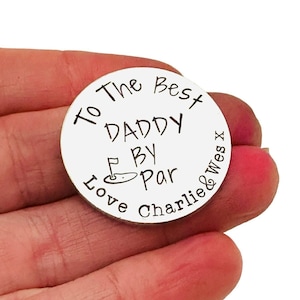 To The Best
DADDY
BY
par
Love Charlie&Wes x